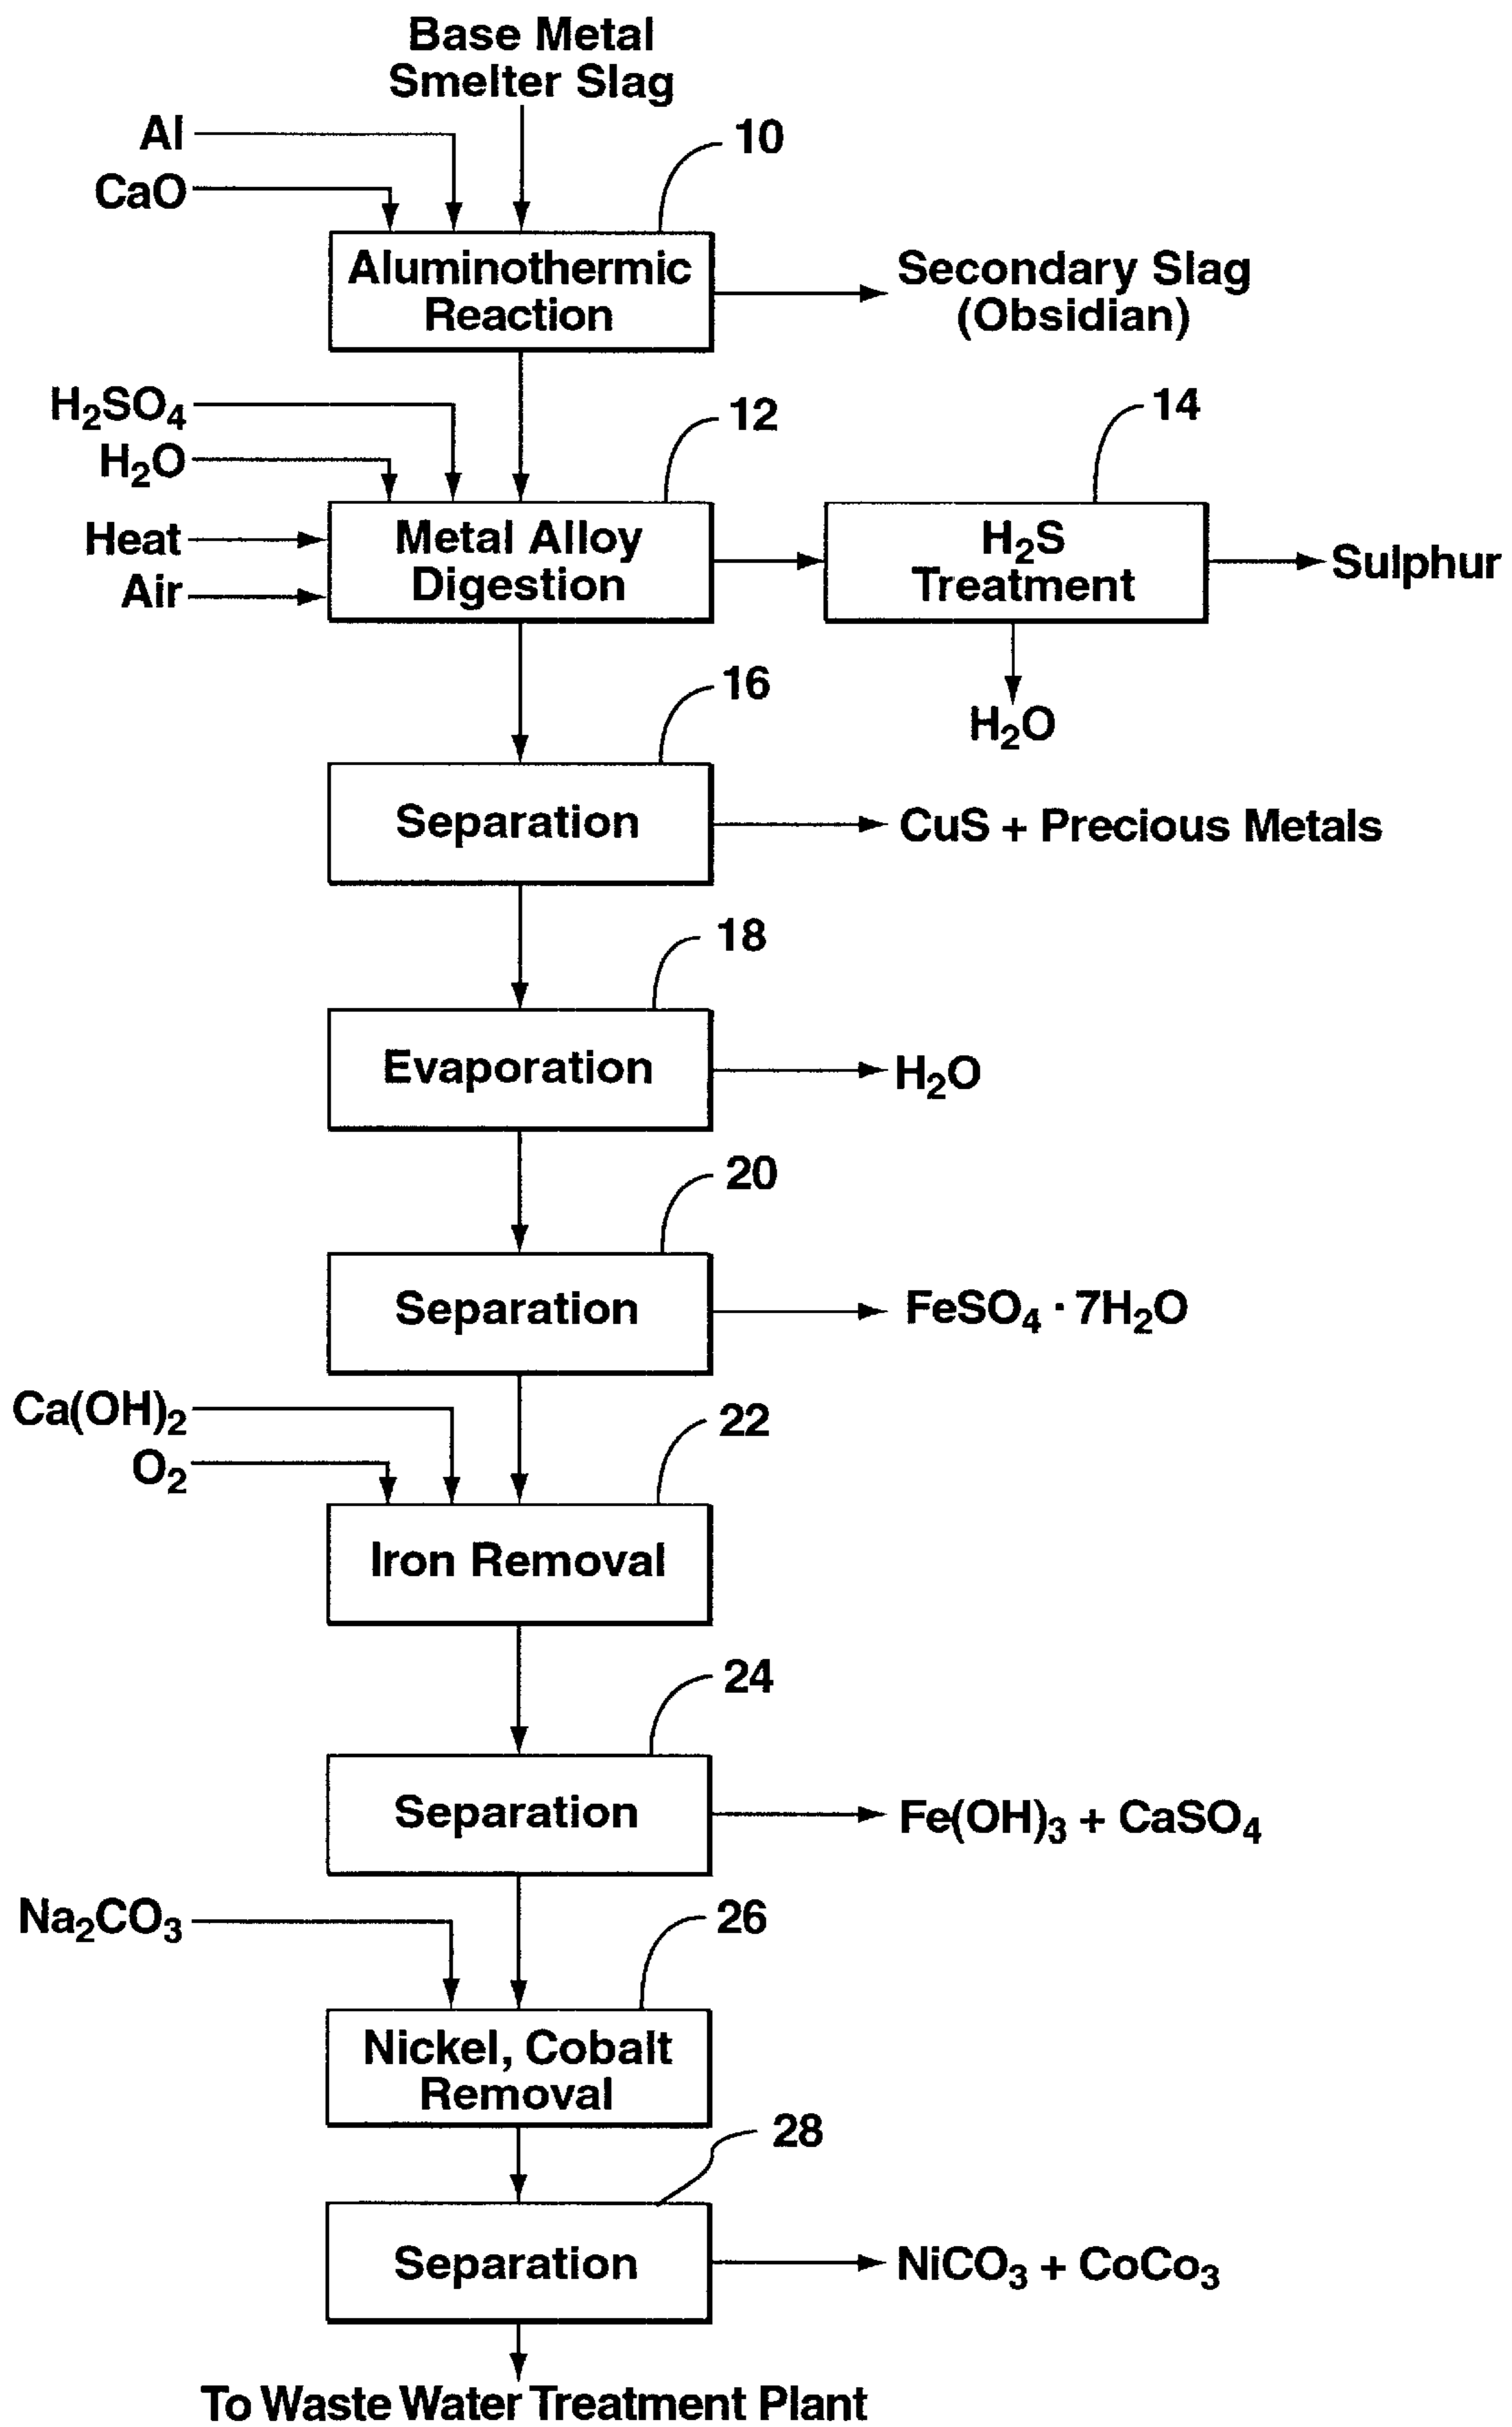 Base Metal
Smelter Slag
Al
10
CaO
Aluminothermic
Reaction
Secondary Slag
(Obsidian)
H₂SO₄
12
14
H₂O
Heat
Air
Metal Alloy
Digestion
H₂S
Treatment
Sulphur
16
H₂O
Separation
CuS + Precious Metals
18
Evaporation
H₂O
20
Separation
FeSO₄ · 7H₂O
Ca(OH)₂
22
O₂
Iron Removal
24
Separation
Fe(OH)₃ + CaSO₄
Na₂CO₃
26
Nickel, Cobalt
Removal
28
Separation
NiCO₃ + CoCo₃
To Waste Water Treatment Plant